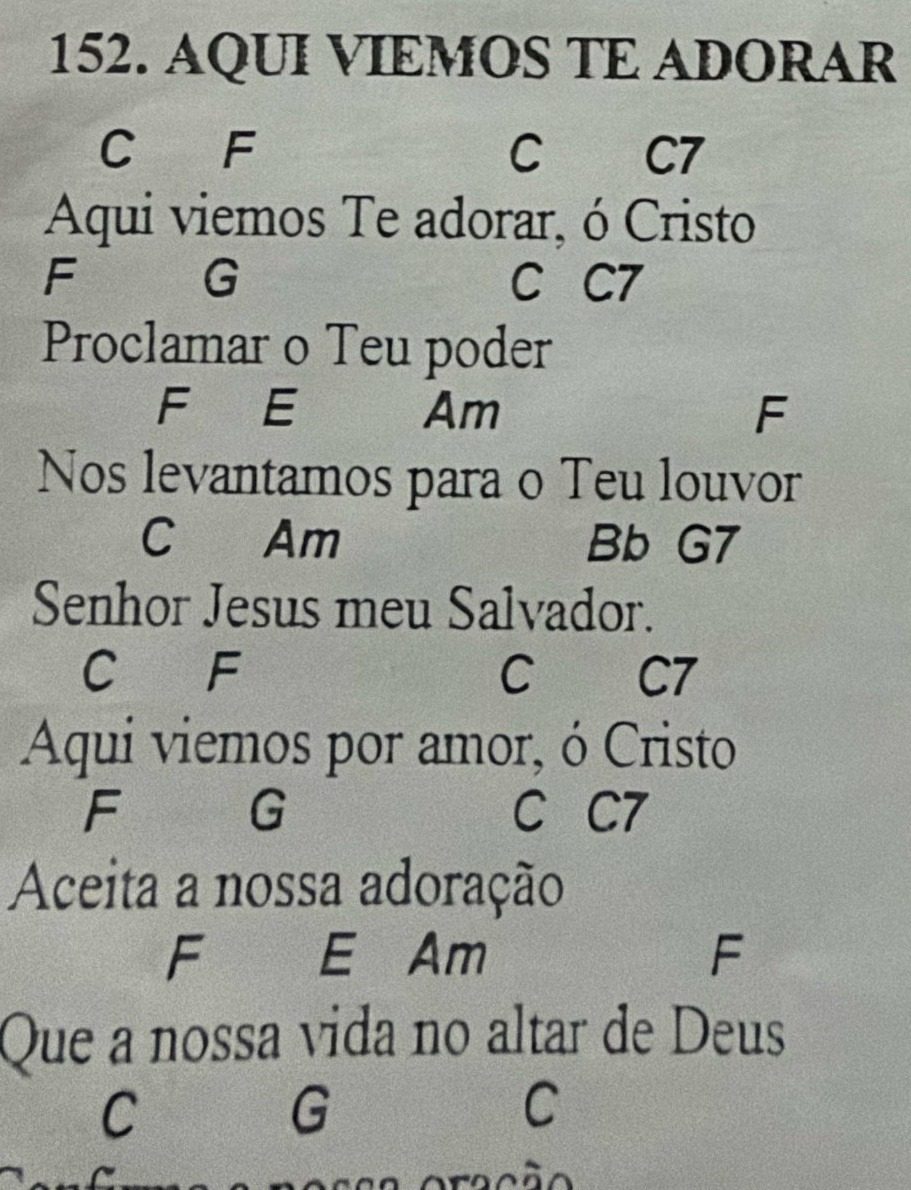 152. AQUI VIEMOS TE ADORAR
C F C C7
Aqui viemos Te adorar, ó Cristo
F G C C7
Proclamar o Teu poder
F E Am F
Nos levantamos para o Teu louvor
C Am Bb G7
Senhor Jesus meu Salvador.
C F C C7
Aqui viemos por amor, ó Cristo
F G C C7
Aceita a nossa adoração
F E Am F
Que a nossa vida no altar de Deus
C G C
nossa oração